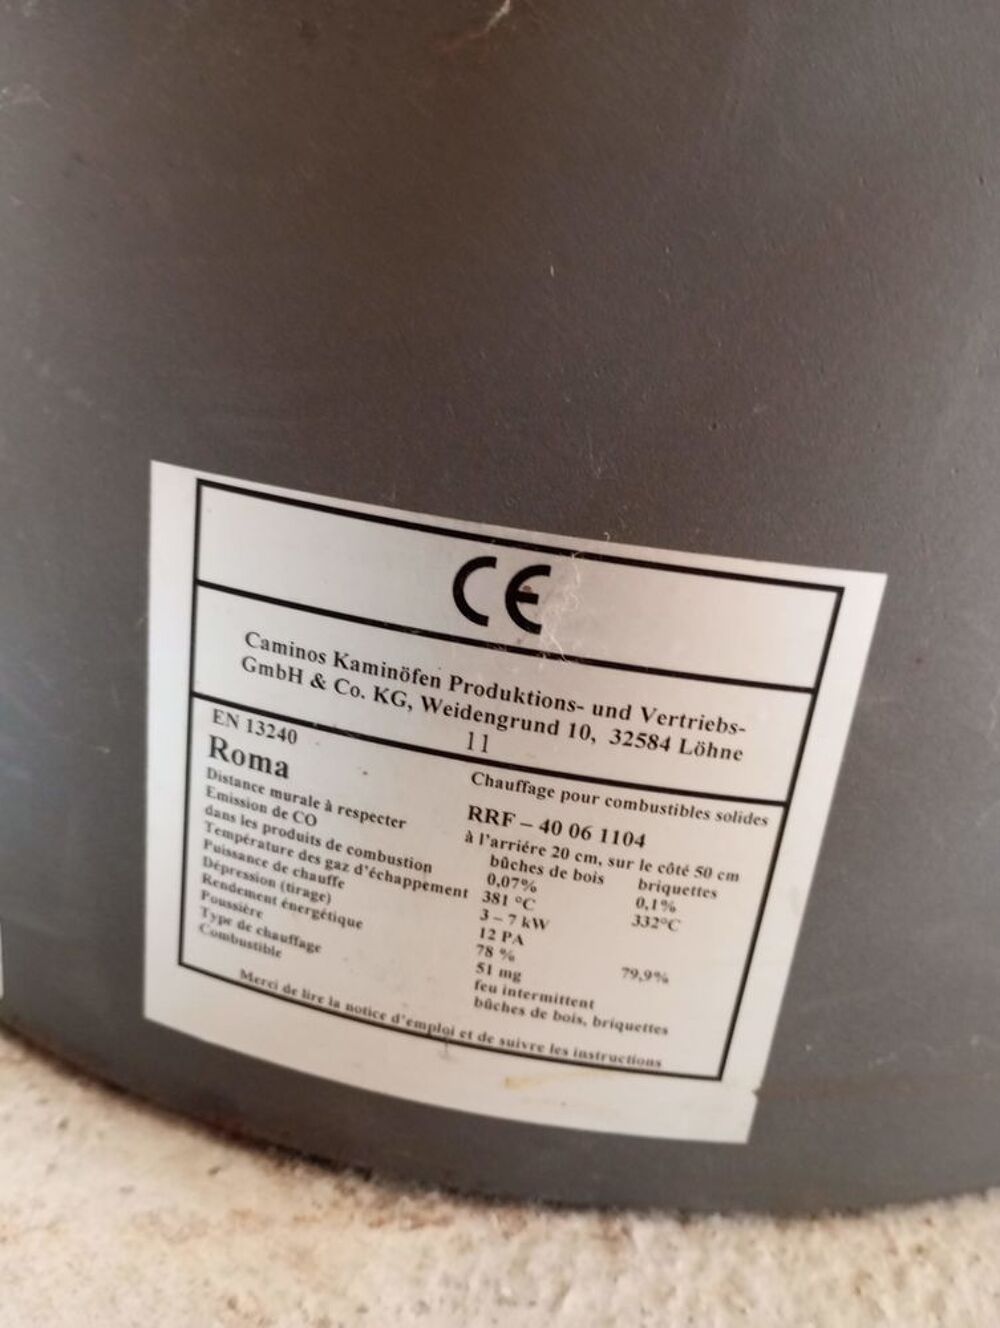 CE
Caminos Kaminöfen Produktions- und Vertriebs-
GmbH & Co. KG, Weidengrund 10, 32584 Löhne
11
EN 13240 Chauffage pour combustibles solides
Roma RRF – 40 06 1104
Distance murale à respecter à l'arriére 20 cm, sur le côté 50 cm
Emission de CO bûches de bois briquettes
dans les produits de combustion 0,07% 0,1%
Température des gaz d'échappement 381 °C 332°C
Puissance de chauffe 3 – 7 kW
Dépression (tirage) 12 PA
Rendement énergétique 78 % 79,9%
Poussière 51 mg
Type de chauffage feu intermittent
Combustible bûches de bois, briquettes
Merci de lire la notice d'emploi et de suivre les instructions